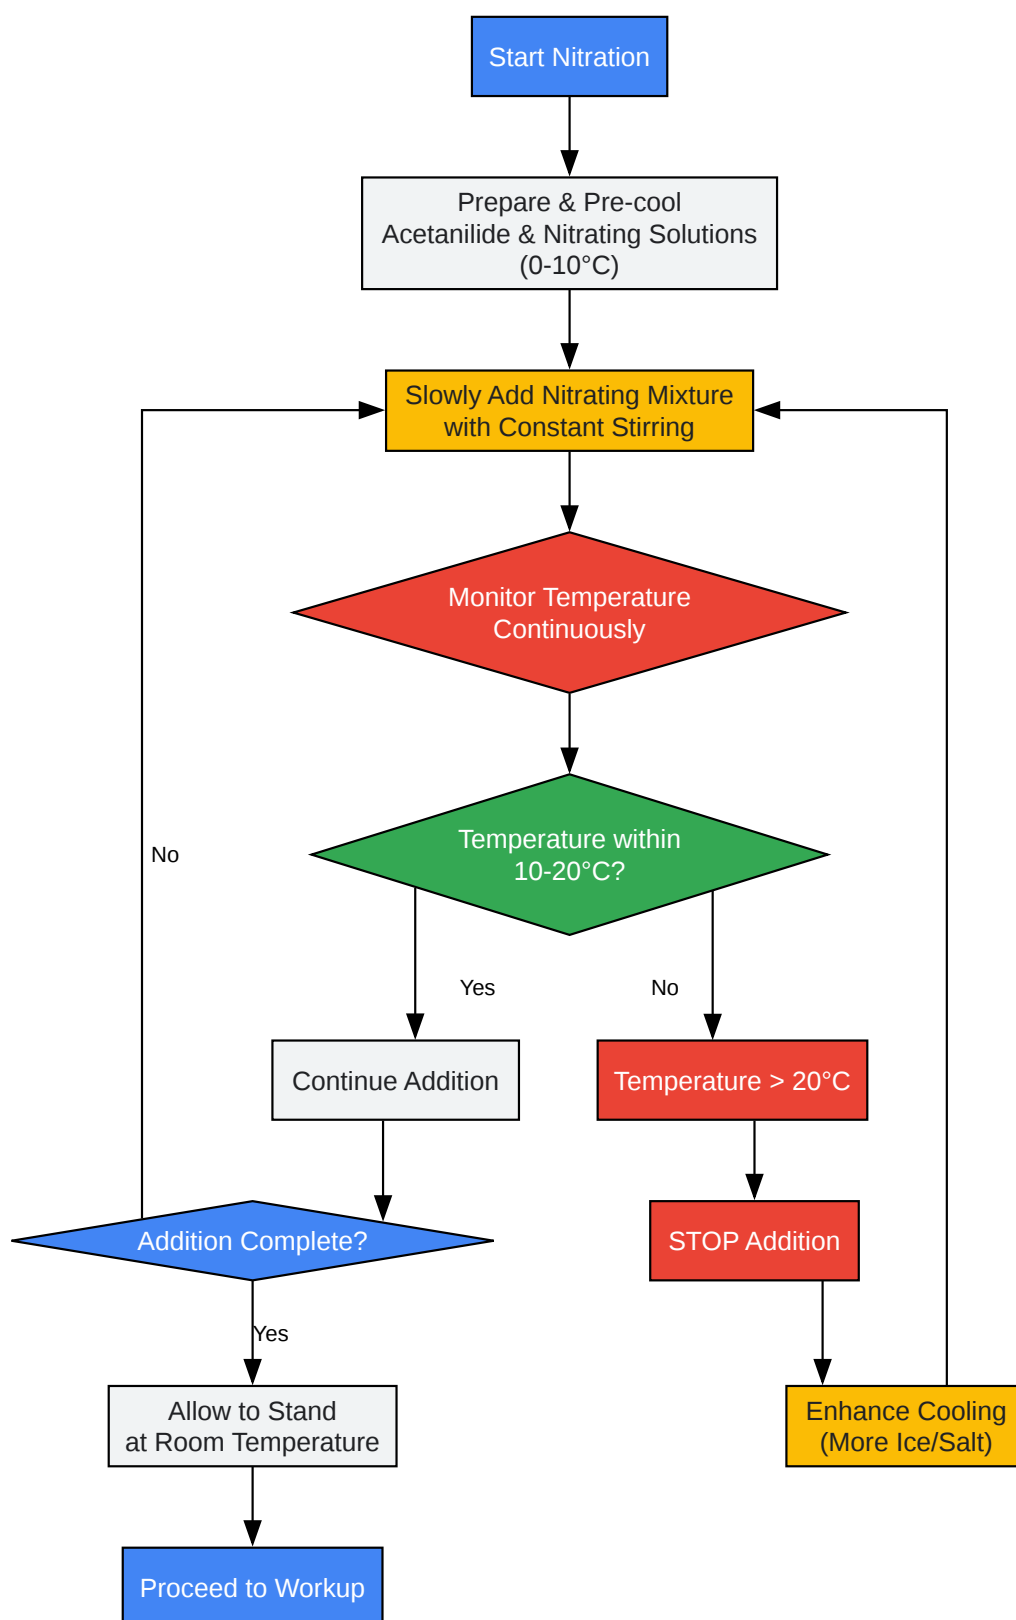 Start Nitration
Prepare & Pre-cool
Acetanilide & Nitrating Solutions
(0-10°C)
Slowly Add Nitrating Mixture
with Constant Stirring
Monitor Temperature
Continuously
Temperature within
10-20°C?
No
Yes
No
Continue Addition
Temperature > 20°C
Addition Complete?
STOP Addition
Yes
Allow to Stand
at Room Temperature
Enhance Cooling
(More Ice/Salt)
Proceed to Workup